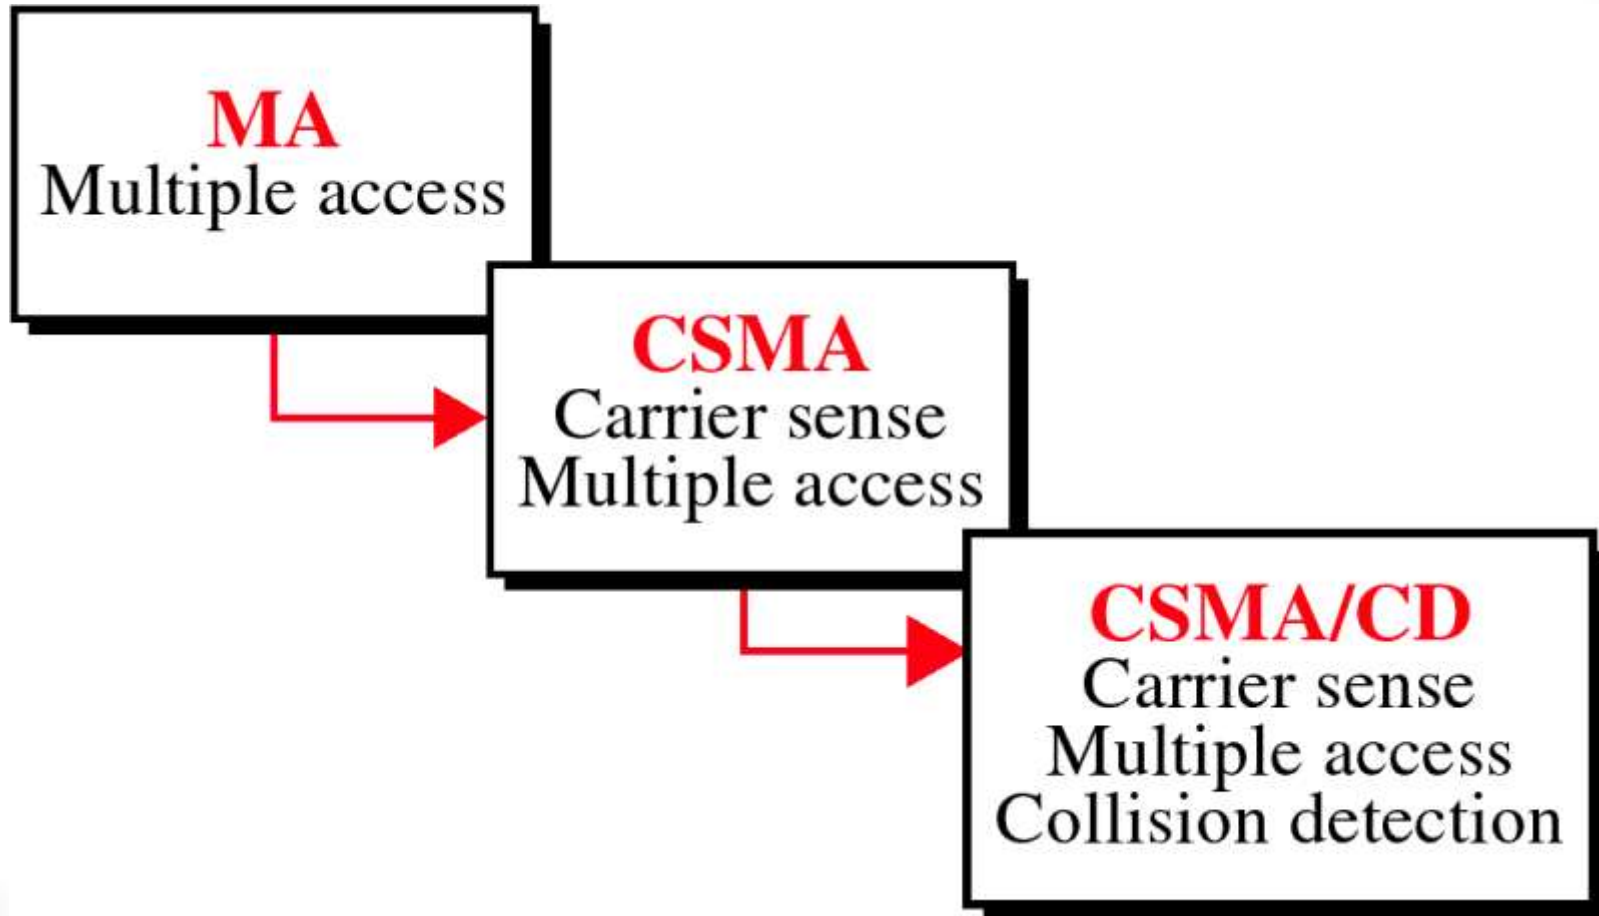 MA
Multiple access
CSMA
Carrier sense
Multiple access
CSMA/CD
Carrier sense
Multiple access
Collision detection